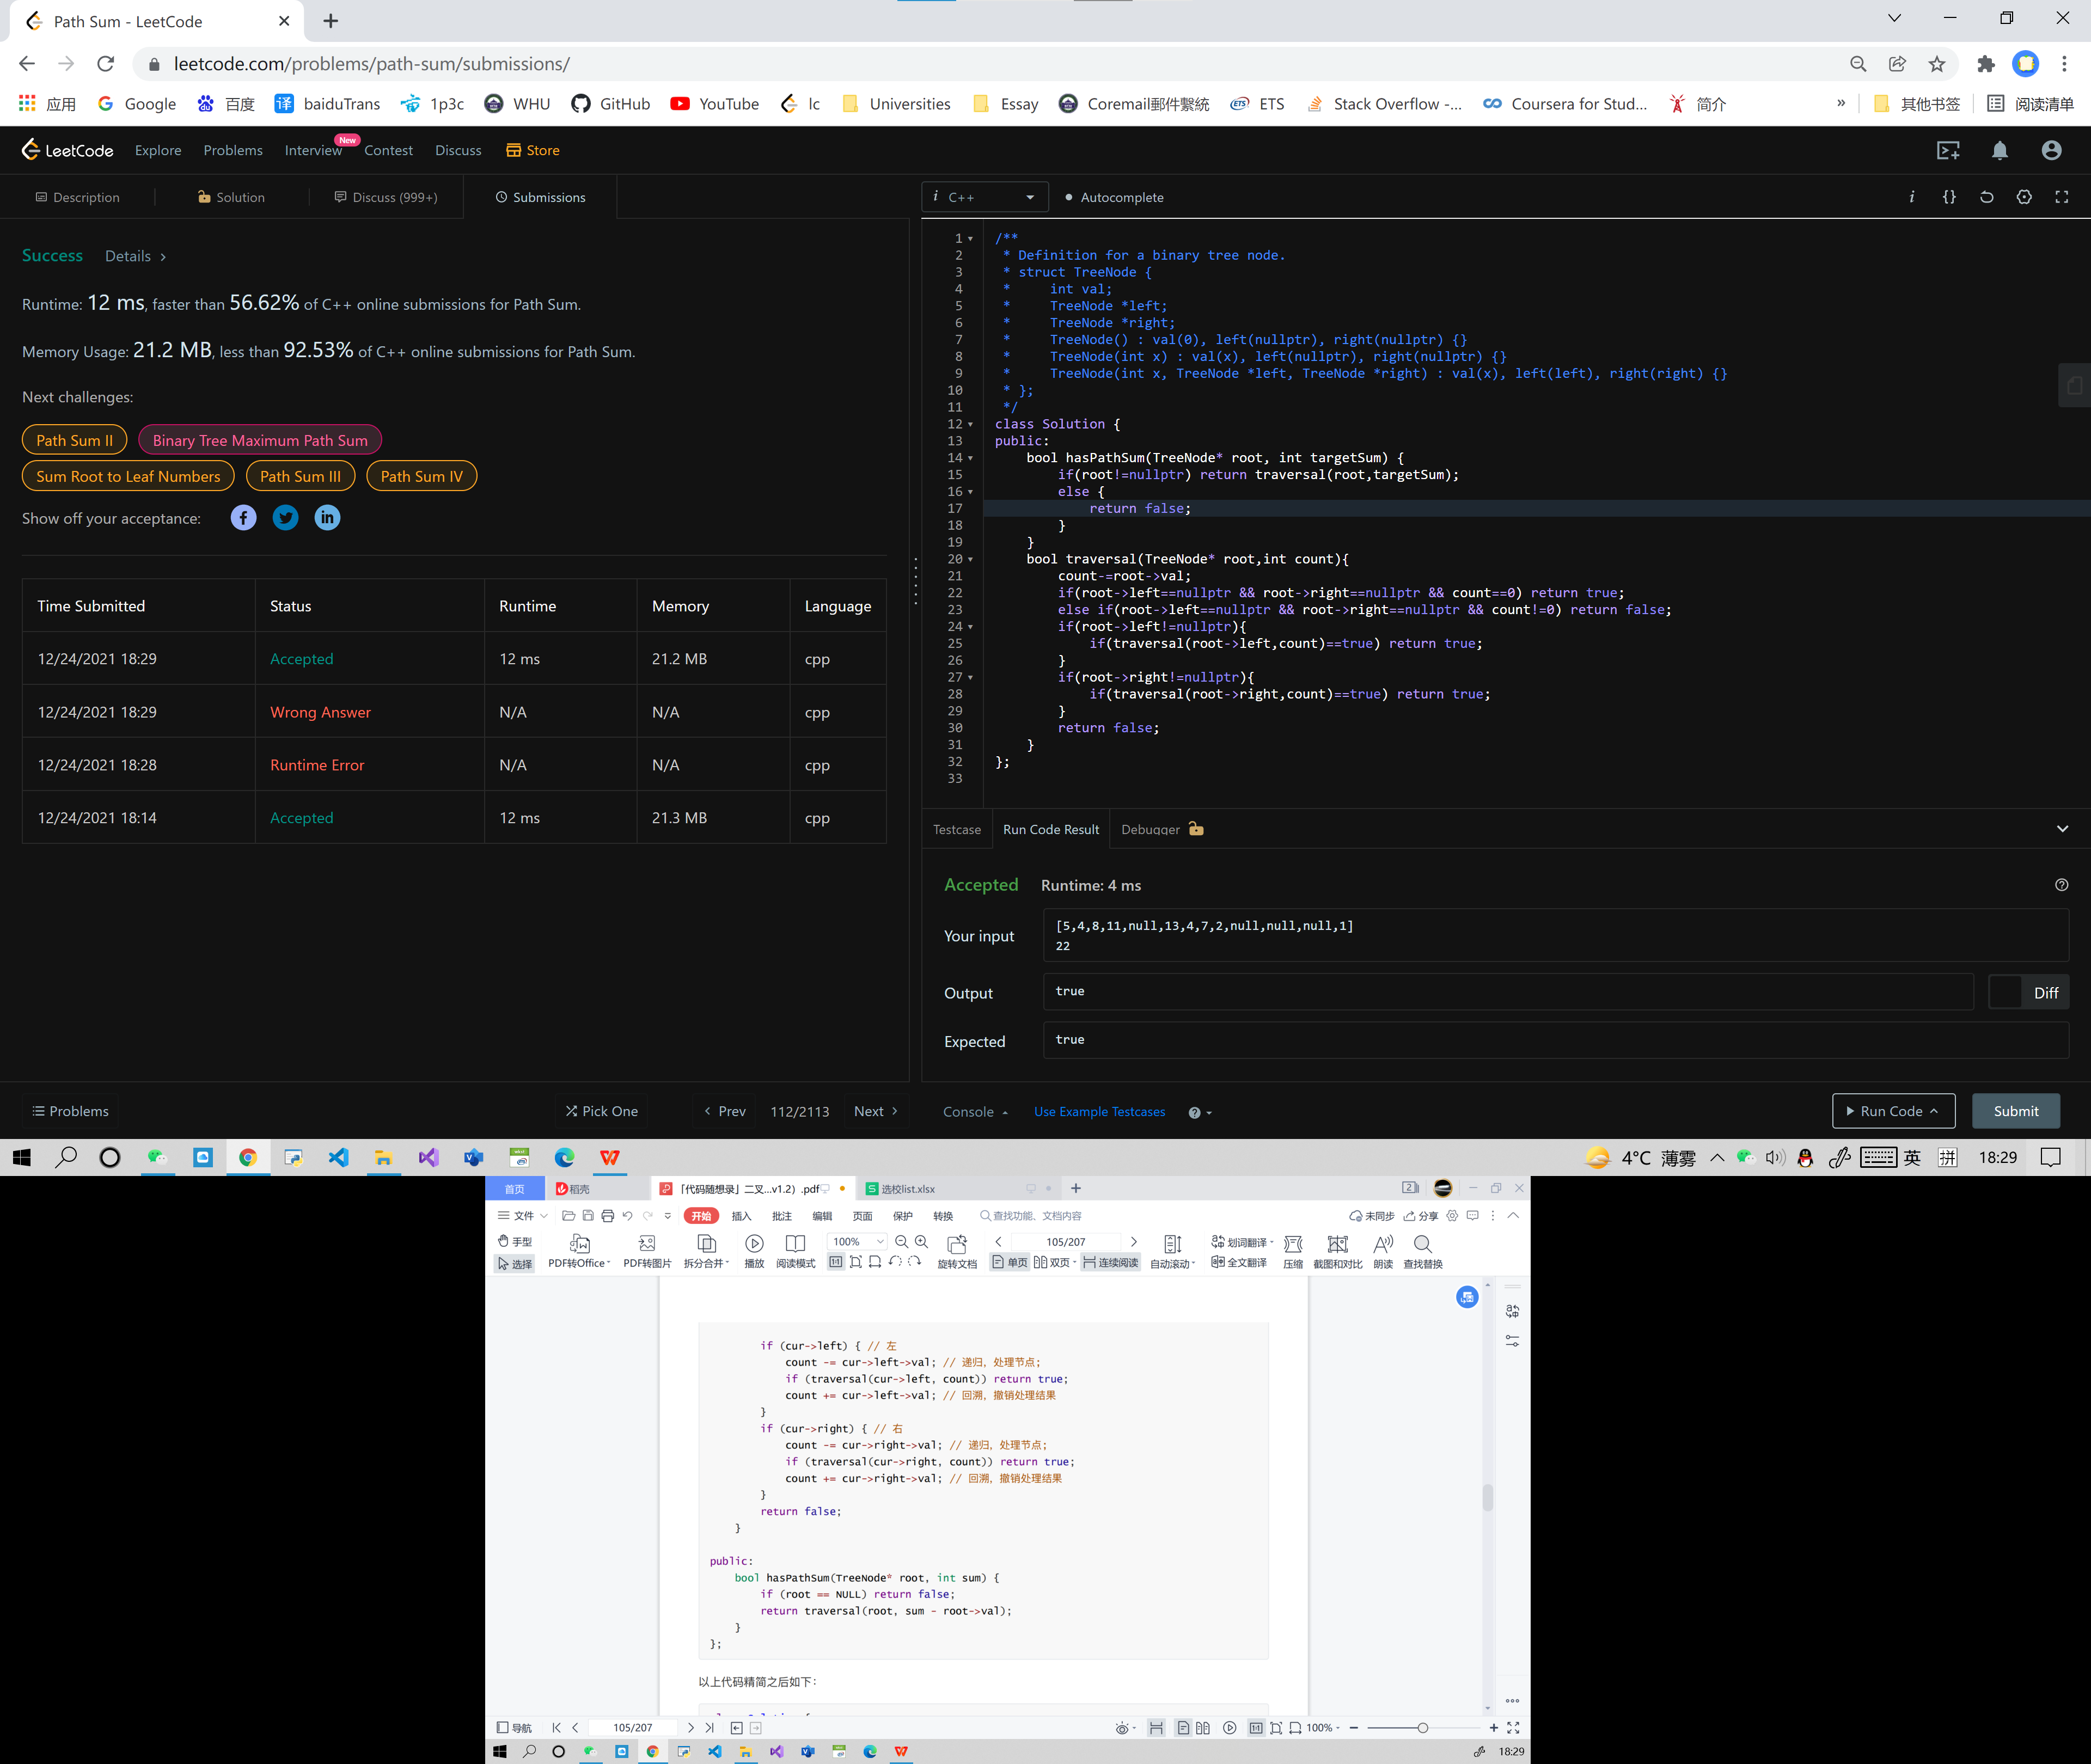 Path Sum - LeetCode
leetcode.com/problems/path-sum/submissions/
应用 Google 百度 baiduTrans 1p3c WHU GitHub YouTube lc Universities Essay Coremail郵件繫統 ETS Stack Overflow -... Coursera for Stud... 简介 » 其他书签 阅读清单
LeetCode Explore Problems Interview New Contest Discuss Store
Description Solution Discuss (999+) Submissions
i C++ Autocomplete
Success Details >
Runtime: 12 ms, faster than 56.62% of C++ online submissions for Path Sum.
Memory Usage: 21.2 MB, less than 92.53% of C++ online submissions for Path Sum.
Next challenges:
Path Sum II Binary Tree Maximum Path Sum
Sum Root to Leaf Numbers Path Sum III Path Sum IV
Show off your acceptance:
Time Submitted Status Runtime Memory Language
12/24/2021 18:29 Accepted 12 ms 21.2 MB cpp
12/24/2021 18:29 Wrong Answer N/A N/A cpp
12/24/2021 18:28 Runtime Error N/A N/A cpp
12/24/2021 18:14 Accepted 12 ms 21.3 MB cpp
1 /**
2 * Definition for a binary tree node.
3 * struct TreeNode {
4 * int val;
5 * TreeNode *left;
6 * TreeNode *right;
7 * TreeNode() : val(0), left(nullptr), right(nullptr) {}
8 * TreeNode(int x) : val(x), left(nullptr), right(nullptr) {}
9 * TreeNode(int x, TreeNode *left, TreeNode *right) : val(x), left(left), right(right) {}
10 * };
11 */
12 class Solution {
13 public:
14 bool hasPathSum(TreeNode* root, int targetSum) {
15 if(root!=nullptr) return traversal(root,targetSum);
16 else {
17 return false;
18 }
19 }
20 bool traversal(TreeNode* root,int count){
21 count-=root->val;
22 if(root->left==nullptr && root->right==nullptr && count==0) return true;
23 else if(root->left==nullptr && root->right==nullptr && count!=0) return false;
24 if(root->left!=nullptr){
25 if(traversal(root->left,count)==true) return true;
26 }
27 if(root->right!=nullptr){
28 if(traversal(root->right,count)==true) return true;
29 }
30 return false;
31 }
32 };
33
Testcase Run Code Result Debugger
Accepted Runtime: 4 ms
Your input
[5,4,8,11,null,13,4,7,2,null,null,null,1]
22
Output true Diff
Expected true
Problems Pick One Prev 112/2113 Next Console Use Example Testcases Run Code Submit
4°C 薄雾 英 拼 18:29
首页 稻壳 「代码随想录」二叉...v1.2）.pdf 选校list.xlsx
文件 开始 插入 批注 编辑 页面 保护 转换 查找功能、文档内容 未同步 分享
手型 100% 105/207 划词翻译
选择 PDF转Office PDF转图片 拆分合并 播放 阅读模式 旋转文档 单页 双页 连续阅读 自动滚动 全文翻译 压缩 截图和对比 朗读 查找替换
if (cur->left) { // 左
count -= cur->left->val; // 递归，处理节点;
if (traversal(cur->left, count)) return true;
count += cur->left->val; // 回溯，撤销处理结果
}
if (cur->right) { // 右
count -= cur->right->val; // 递归，处理节点;
if (traversal(cur->right, count)) return true;
count += cur->right->val; // 回溯，撤销处理结果
}
return false;
}
public:
bool hasPathSum(TreeNode* root, int sum) {
if (root == NULL) return false;
return traversal(root, sum - root->val);
}
};
以上代码精简之后如下：
导航 105/207 100%
18:29